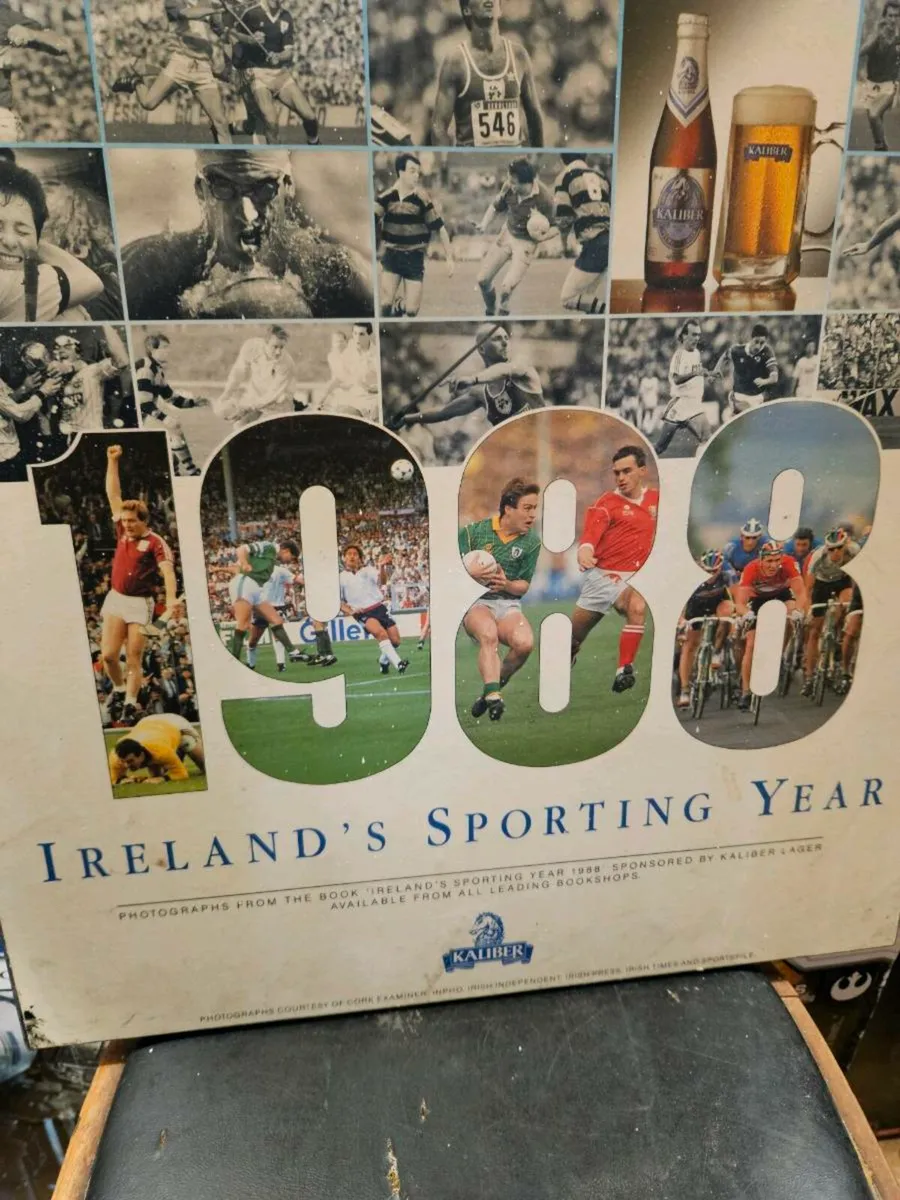 546
KALIBER
KALIBER
1988
IRELAND'S SPORTING YEAR
PHOTOGRAPHS FROM THE BOOK 'IRELAND'S SPORTING YEAR 1988' SPONSORED BY KALIBER LAGER
AVAILABLE FROM ALL LEADING BOOKSHOPS.
KALIBER
PHOTOGRAPHS COURTESY OF CORK EXAMINER, INPHO, IRISH INDEPENDENT, IRISH PRESS, IRISH TIMES AND SPORTSFILE.